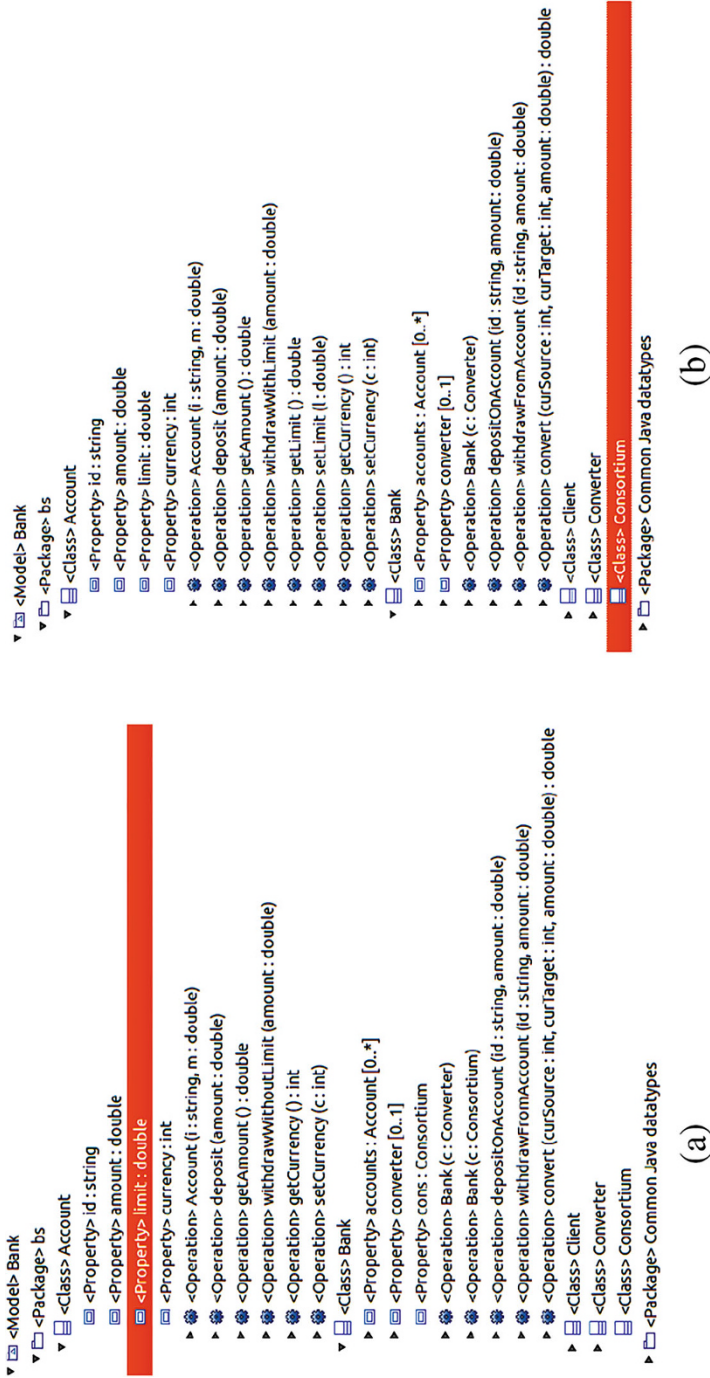 <Model> Bank
<Package> bs
<Class> Account
<Property> id : string
<Property> amount : double
<Property> limit : double
<Property> currency : int
<Operation> Account (i : string, m : double)
<Operation> deposit (amount : double)
<Operation> getAmount () : double
<Operation> withdrawWithoutLimit (amount : double)
<Operation> getCurrency () : int
<Operation> setCurrency (c : int)
<Class> Bank
<Property> accounts : Account [0..*]
<Property> converter [0..1]
<Property> cons : Consortium
<Operation> Bank (c : Converter)
<Operation> Bank (c : Consortium)
<Operation> depositOnAccount (id : string, amount : double)
<Operation> withdrawFromAccount (id : string, amount : double)
<Operation> convert (curSource : int, curTarget : int, amount : double) : double
<Class> Client
<Class> Converter
<Class> Consortium
<Package> Common Java datatypes
(a)
<Model> Bank
<Package> bs
<Class> Account
<Property> id : string
<Property> amount : double
<Property> limit : double
<Property> currency : int
<Operation> Account (i : string, m : double)
<Operation> deposit (amount : double)
<Operation> getAmount () : double
<Operation> withdrawWithLimit (amount : double)
<Operation> getLimit () : double
<Operation> setLimit (l : double)
<Operation> getCurrency () : int
<Operation> setCurrency (c : int)
<Class> Bank
<Property> accounts : Account [0..*]
<Property> converter [0..1]
<Operation> Bank (c : Converter)
<Operation> depositOnAccount (id : string, amount : double)
<Operation> withdrawFromAccount (id : string, amount : double)
<Operation> convert (curSource : int, curTarget : int, amount : double) : double
<Class> Client
<Class> Converter
<Class> Consortium
<Package> Common Java datatypes
(b)